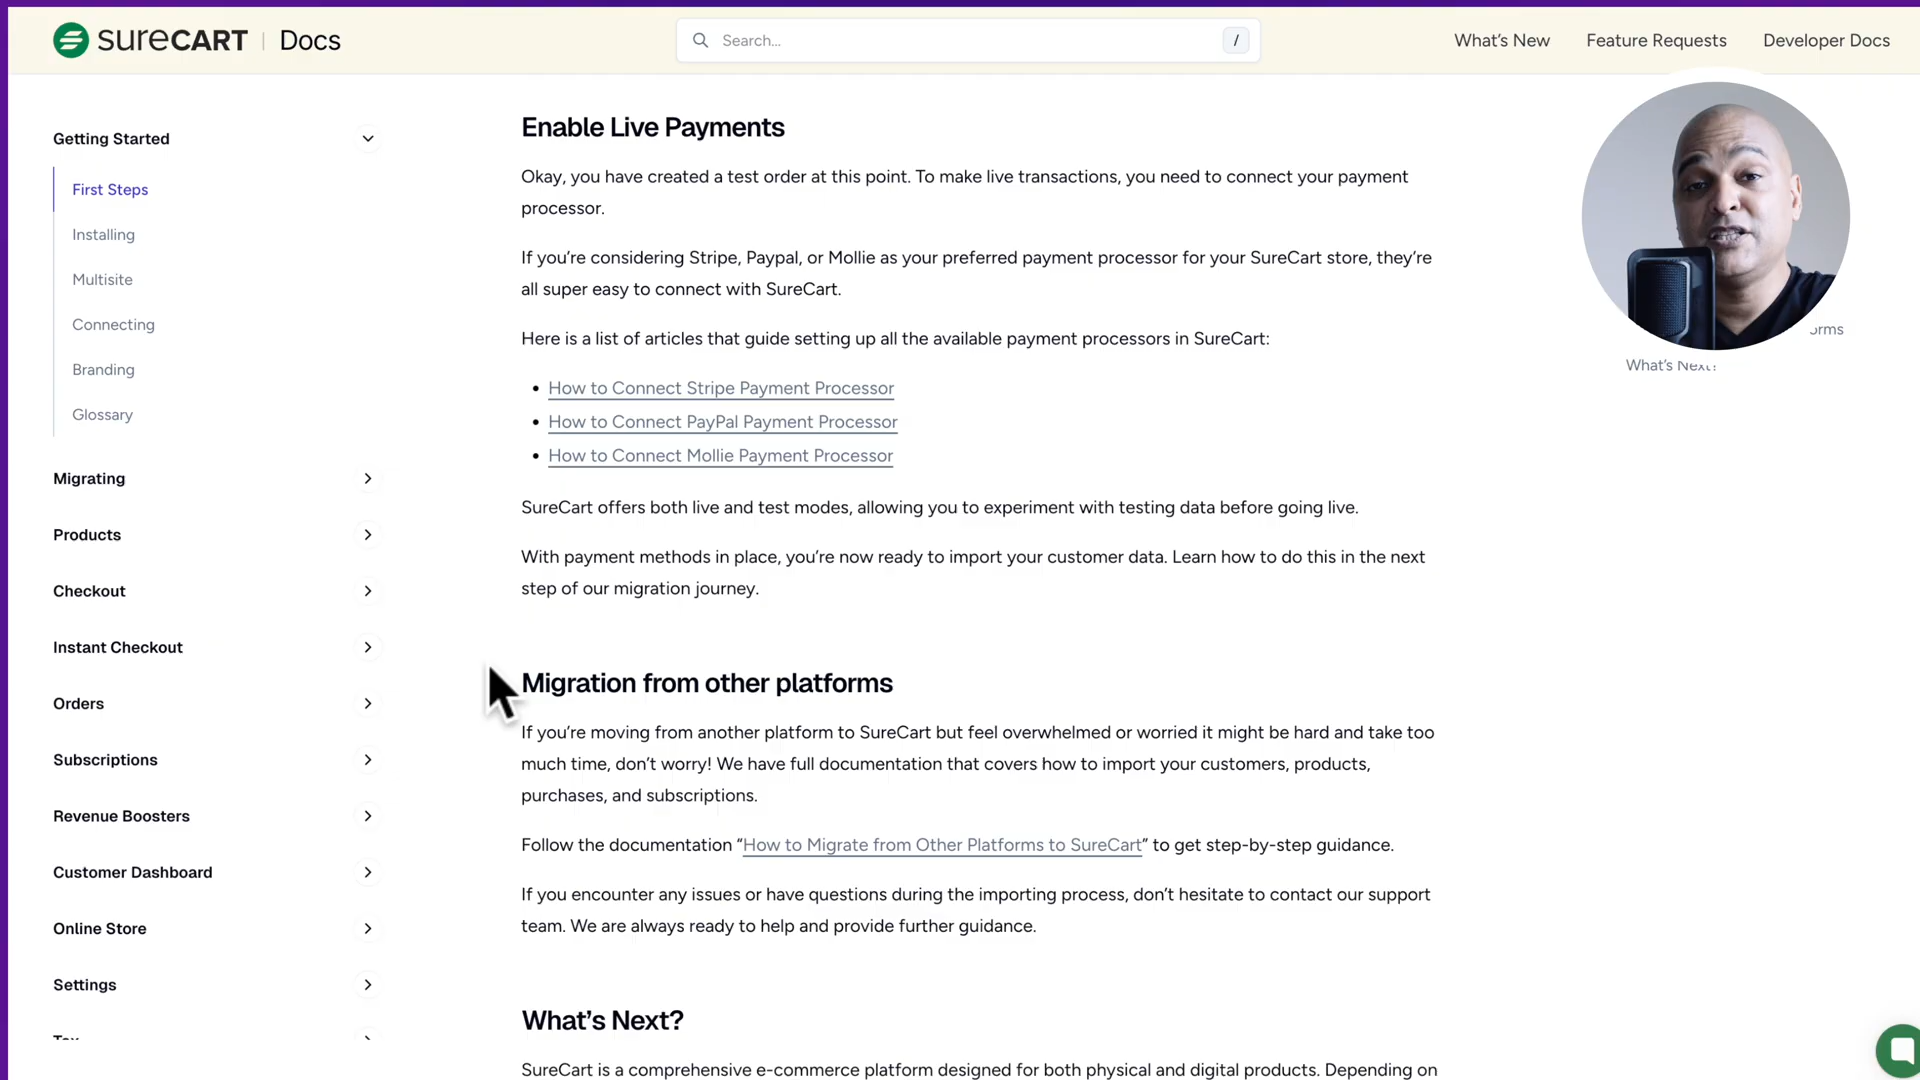 SURECART | Docs
Search...
/
What's New
Feature Requests
Developer Docs
Getting Started
First Steps
Installing
Multisite
Connecting
Branding
Glossary
Migrating
Products
Checkout
Instant Checkout
Orders
Subscriptions
Revenue Boosters
Customer Dashboard
Online Store
Settings
Tax
Enable Live Payments
Okay, you have created a test order at this point. To make live transactions, you need to connect your payment
processor.
If you're considering Stripe, Paypal, or Mollie as your preferred payment processor for your SureCart store, they're
all super easy to connect with SureCart.
Here is a list of articles that guide setting up all the available payment processors in SureCart:
• How to Connect Stripe Payment Processor
• How to Connect PayPal Payment Processor
• How to Connect Mollie Payment Processor
SureCart offers both live and test modes, allowing you to experiment with testing data before going live.
With payment methods in place, you're now ready to import your customer data. Learn how to do this in the next
step of our migration journey.
Migration from other platforms
If you're moving from another platform to SureCart but feel overwhelmed or worried it might be hard and take too
much time, don't worry! We have full documentation that covers how to import your customers, products,
purchases, and subscriptions.
Follow the documentation “How to Migrate from Other Platforms to SureCart” to get step-by-step guidance.
If you encounter any issues or have questions during the importing process, don't hesitate to contact our support
team. We are always ready to help and provide further guidance.
What's Next?
SureCart is a comprehensive e-commerce platform designed for both physical and digital products. Depending on
What's Next?